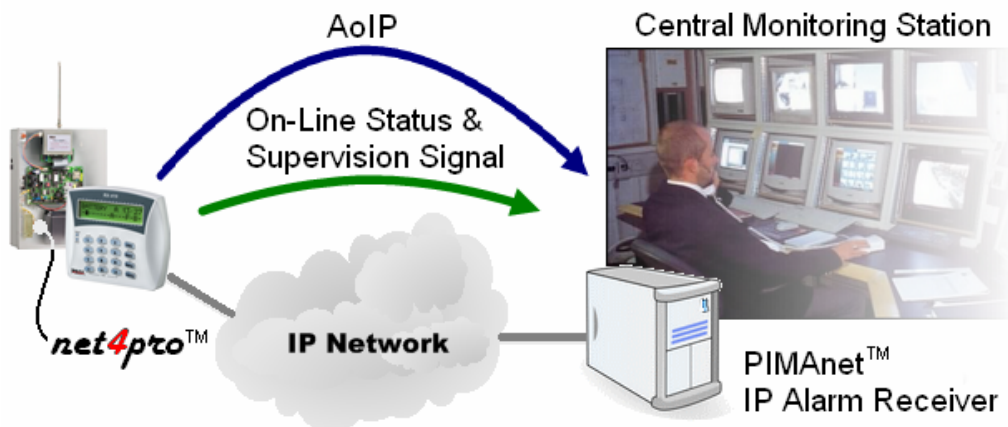 AoIP
Central Monitoring Station
On-Line Status &
Supervision Signal
net4pro™
IP Network
PIMAnet™
IP Alarm Receiver